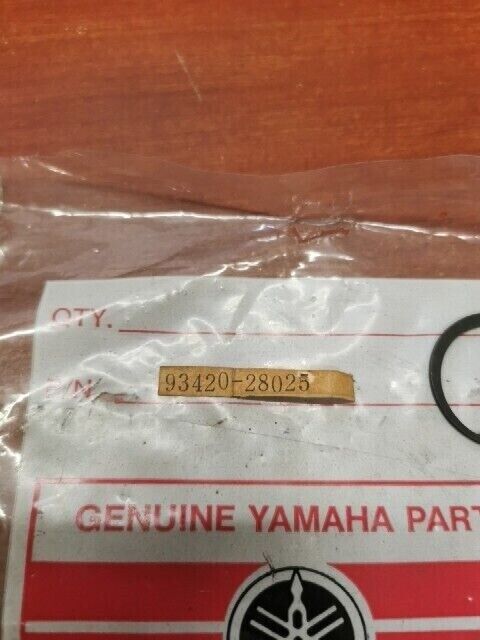 QTY.
P/N
93420-28025
GENUINE YAMAHA PART